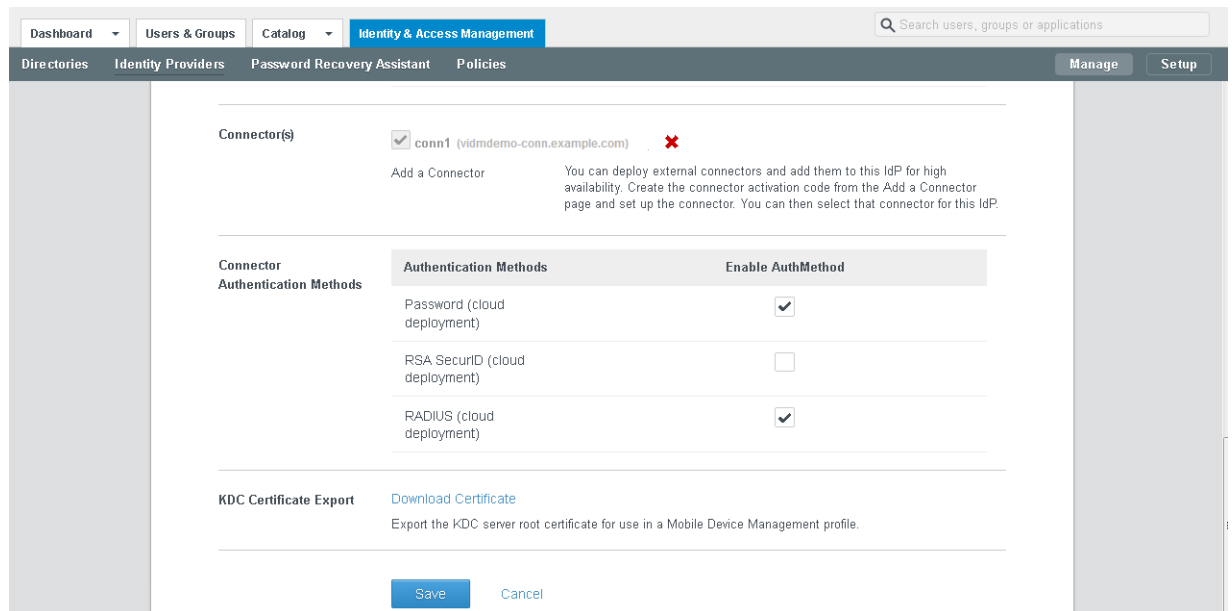 Dashboard Users & Groups Catalog Identity & Access Management Search users, groups or applications
Directories Identity Providers Password Recovery Assistant Policies Manage Setup
Connector(s) conn1 (vidmdemo-conn.example.com)
Add a Connector You can deploy external connectors and add them to this IdP for high
availability. Create the connector activation code from the Add a Connector
page and set up the connector. You can then select that connector for this IdP.
Connector
Authentication Methods
Authentication Methods Enable AuthMethod
Password (cloud
deployment)
RSA SecurID (cloud
deployment)
RADIUS (cloud
deployment)
KDC Certificate Export Download Certificate
Export the KDC server root certificate for use in a Mobile Device Management profile.
Save Cancel